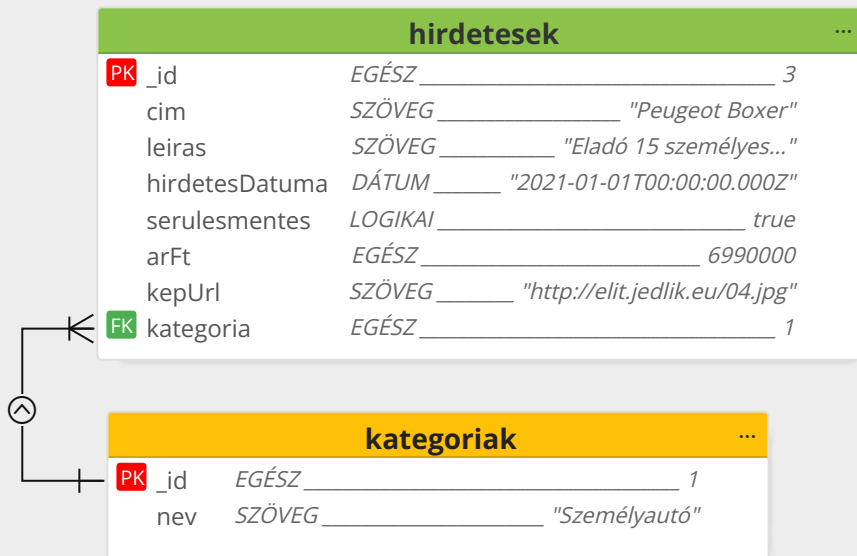 hirdetesek ...
PK _id EGÉSZ 3
cim SZÖVEG "Peugeot Boxer"
leiras SZÖVEG "Eladó 15 személyes..."
hirdetesDatuma DÁTUM "2021-01-01T00:00:00.000Z"
serulesmentes LOGIKAI true
arFt EGÉSZ 6990000
kepUrl SZÖVEG "http://elit.jedlik.eu/04.jpg"
FK kategoria EGÉSZ 1
kategoriak ...
PK _id EGÉSZ 1
nev SZÖVEG "Személyautó"